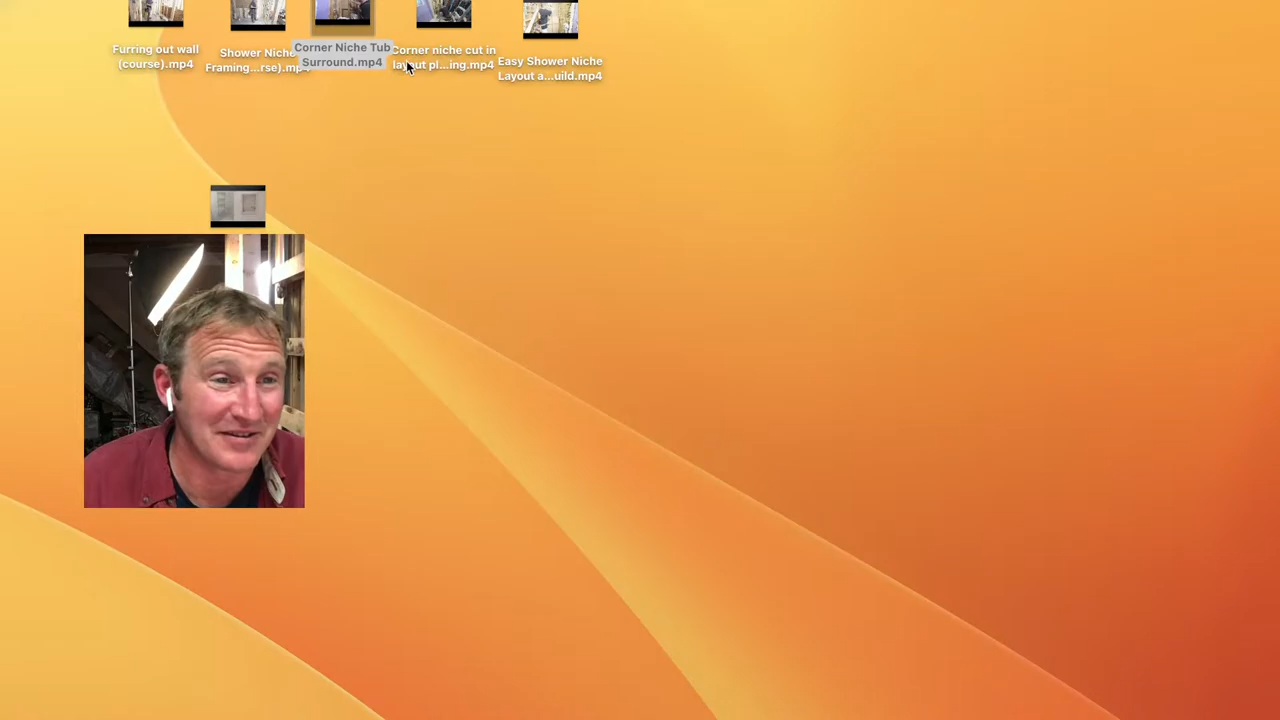 Furring out wall
(course).mp4
Shower Niche
Framing...rse).mp4
Corner Niche Tub
Surround.mp4
Corner niche cut in
layout pl...ing.mp4
Easy Shower Niche
Layout a...uild.mp4